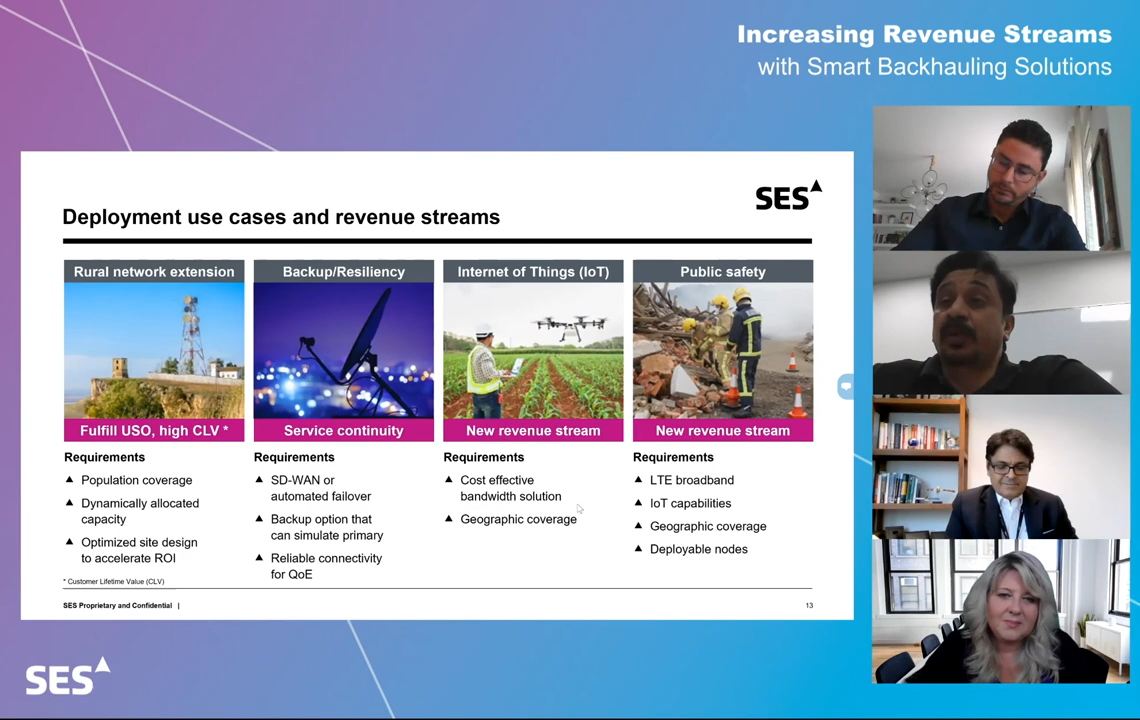 Increasing Revenue Streams
with Smart Backhauling Solutions
SES
Deployment use cases and revenue streams
Rural network extension
Fulfill USO, high CLV *
Requirements
Population coverage
Dynamically allocated
capacity
Optimized site design
to accelerate ROI
* Customer Lifetime Value (CLV)
Backup/Resiliency
Service continuity
Requirements
SD-WAN or
automated failover
Backup option that
can simulate primary
Reliable connectivity
for QoE
Internet of Things (IoT)
New revenue stream
Requirements
Cost effective
bandwidth solution
Geographic coverage
Public safety
New revenue stream
Requirements
LTE broadband
IoT capabilities
Geographic coverage
Deployable nodes
SES Proprietary and Confidential |
13
SES